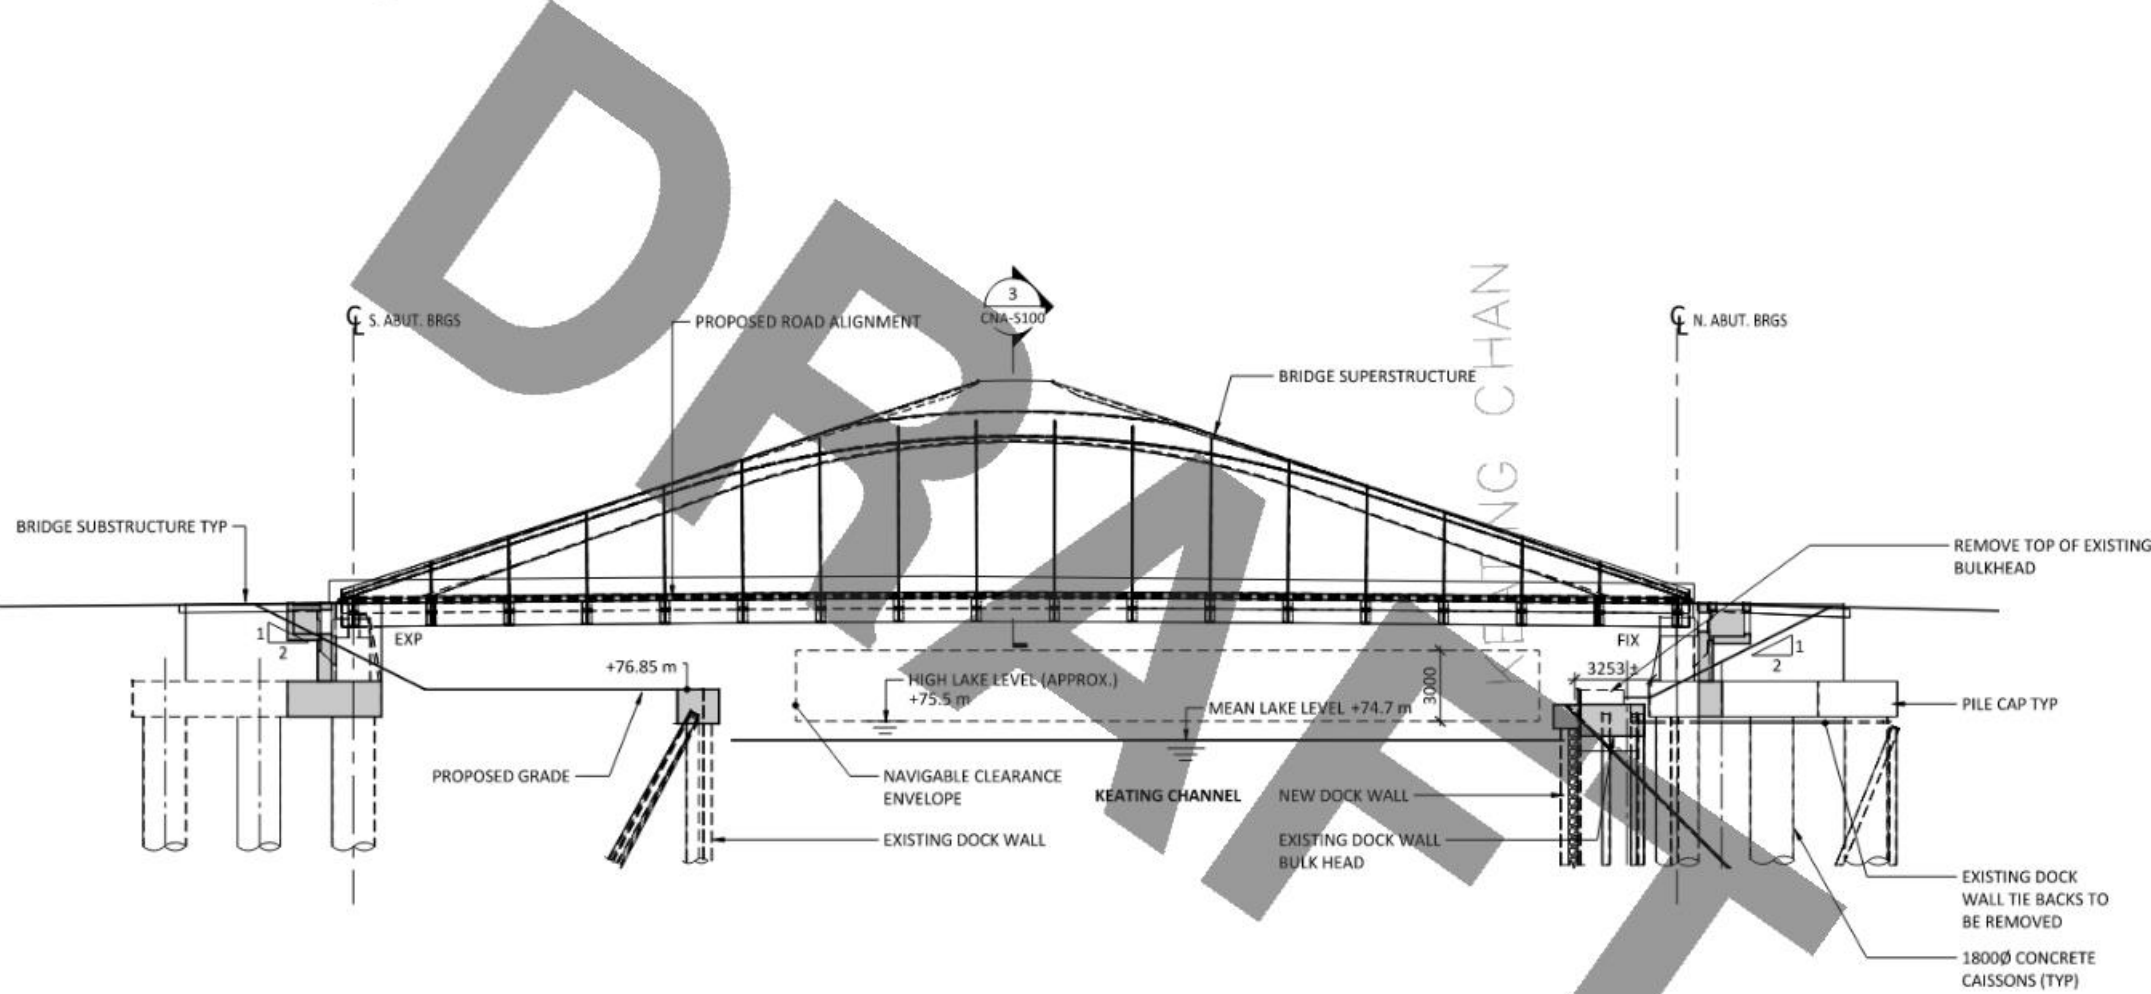 DRAFT
3
CNA-S100
KEATING CHAN
℄ S. ABUT. BRGS
PROPOSED ROAD ALIGNMENT
℄ N. ABUT. BRGS
BRIDGE SUPERSTRUCTURE
BRIDGE SUBSTRUCTURE TYP
REMOVE TOP OF EXISTING
BULKHEAD
1
2
EXP
FIX
1
2
+76.85 m
3253±
HIGH LAKE LEVEL (APPROX.)
+75.5 m
3000
MEAN LAKE LEVEL +74.7 m
PILE CAP TYP
PROPOSED GRADE
NAVIGABLE CLEARANCE
ENVELOPE
KEATING CHANNEL
NEW DOCK WALL
EXISTING DOCK WALL
EXISTING DOCK WALL
BULK HEAD
EXISTING DOCK
WALL TIE BACKS TO
BE REMOVED
1800Ø CONCRETE
CAISSONS (TYP)